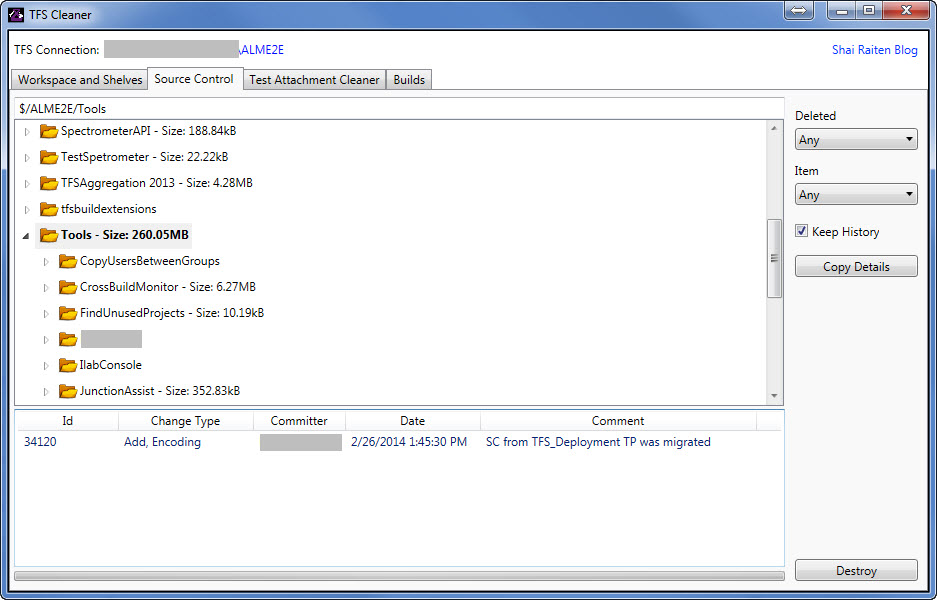 TFS Cleaner
TFS Connection: \ALME2E Shai Raiten Blog
Workspace and Shelves Source Control Test Attachment Cleaner Builds
$/ALME2E/Tools
SpectrometerAPI - Size: 188.84kB
TestSpetrometer - Size: 22.22kB
TFSAggregation 2013 - Size: 4.28MB
tfsbuildextensions
Tools - Size: 260.05MB
CopyUsersBetweenGroups
CrossBuildMonitor - Size: 6.27MB
FindUnusedProjects - Size: 10.19kB
IlabConsole
JunctionAssist - Size: 352.83kB
Deleted
Any
Item
Any
Keep History
Copy Details
Id Change Type Committer Date Comment
34120 Add, Encoding 2/26/2014 1:45:30 PM SC from TFS_Deployment TP was migrated
Destroy